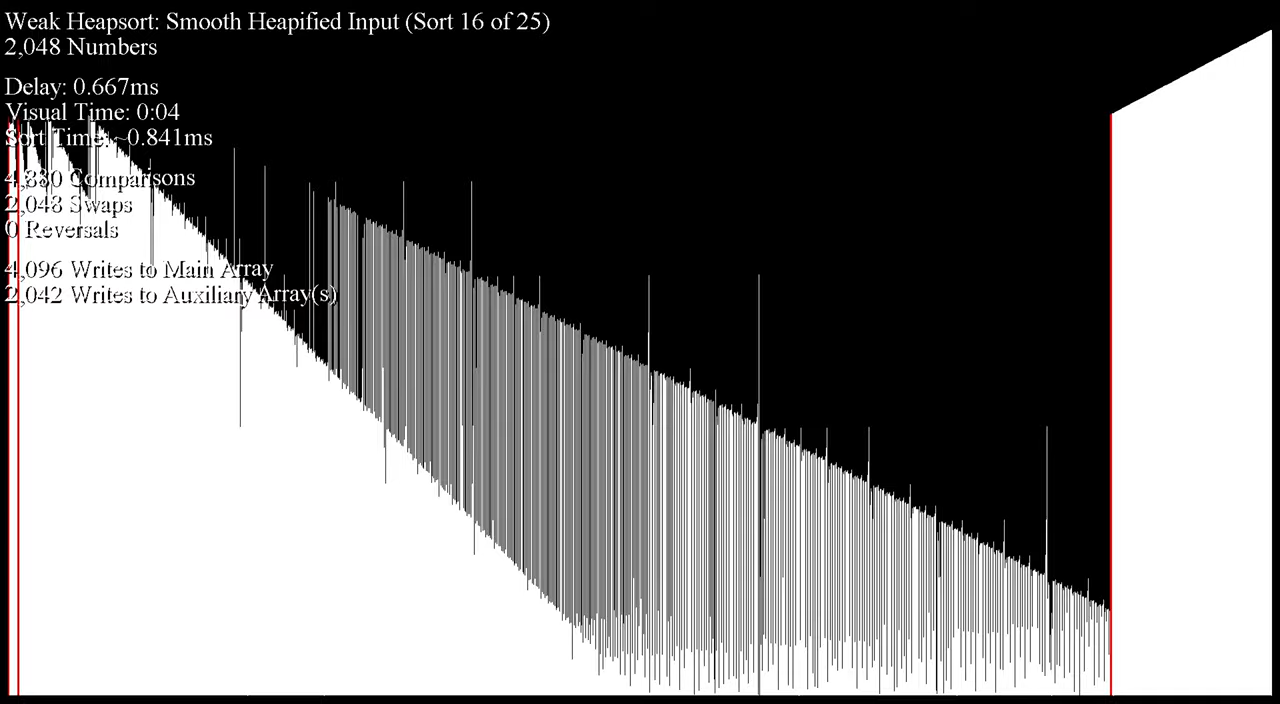 Weak Heapsort: Smooth Heapified Input (Sort 16 of 25)
2,048 Numbers
Delay: 0.667ms
Visual Time: 0:04
Sort Time: ~0.841ms
4,880 Comparisons
2,048 Swaps
0 Reversals
4,096 Writes to Main Array
2,042 Writes to Auxiliary Array(s)